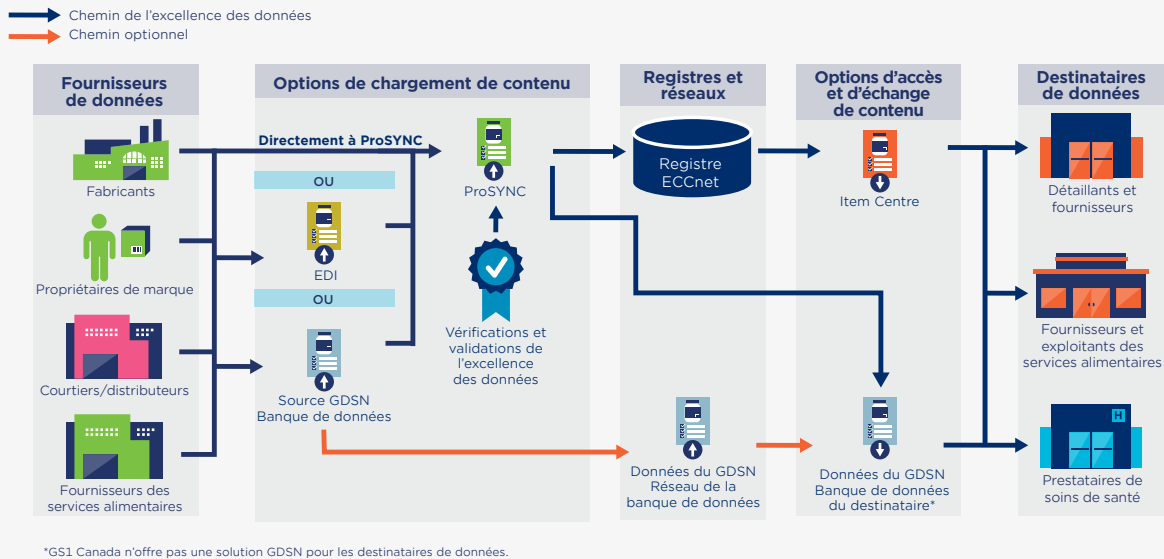 Chemin de l'excellence des données
Chemin optionnel
Fournisseurs
de données
Fabricants
Propriétaires de marque
Courtiers/distributeurs
Fournisseurs des
services alimentaires
Options de chargement de contenu
Directement à ProSYNC
OU
EDI
OU
Source GDSN
Banque de données
ProSYNC
Vérifications et
validations de
l'excellence
des données
Registres et
réseaux
Registre
ECCnet
Données du GDSN
Réseau de la
banque de données
Options d'accès
et d'échange
de contenu
Item Centre
Données du GDSN
Banque de données
du destinataire*
Destinataires
de données
Détaillants et
fournisseurs
Fournisseurs et
exploitants des
services alimentaires
H
Prestataires de
soins de santé
*GS1 Canada n'offre pas une solution GDSN pour les destinataires de données.